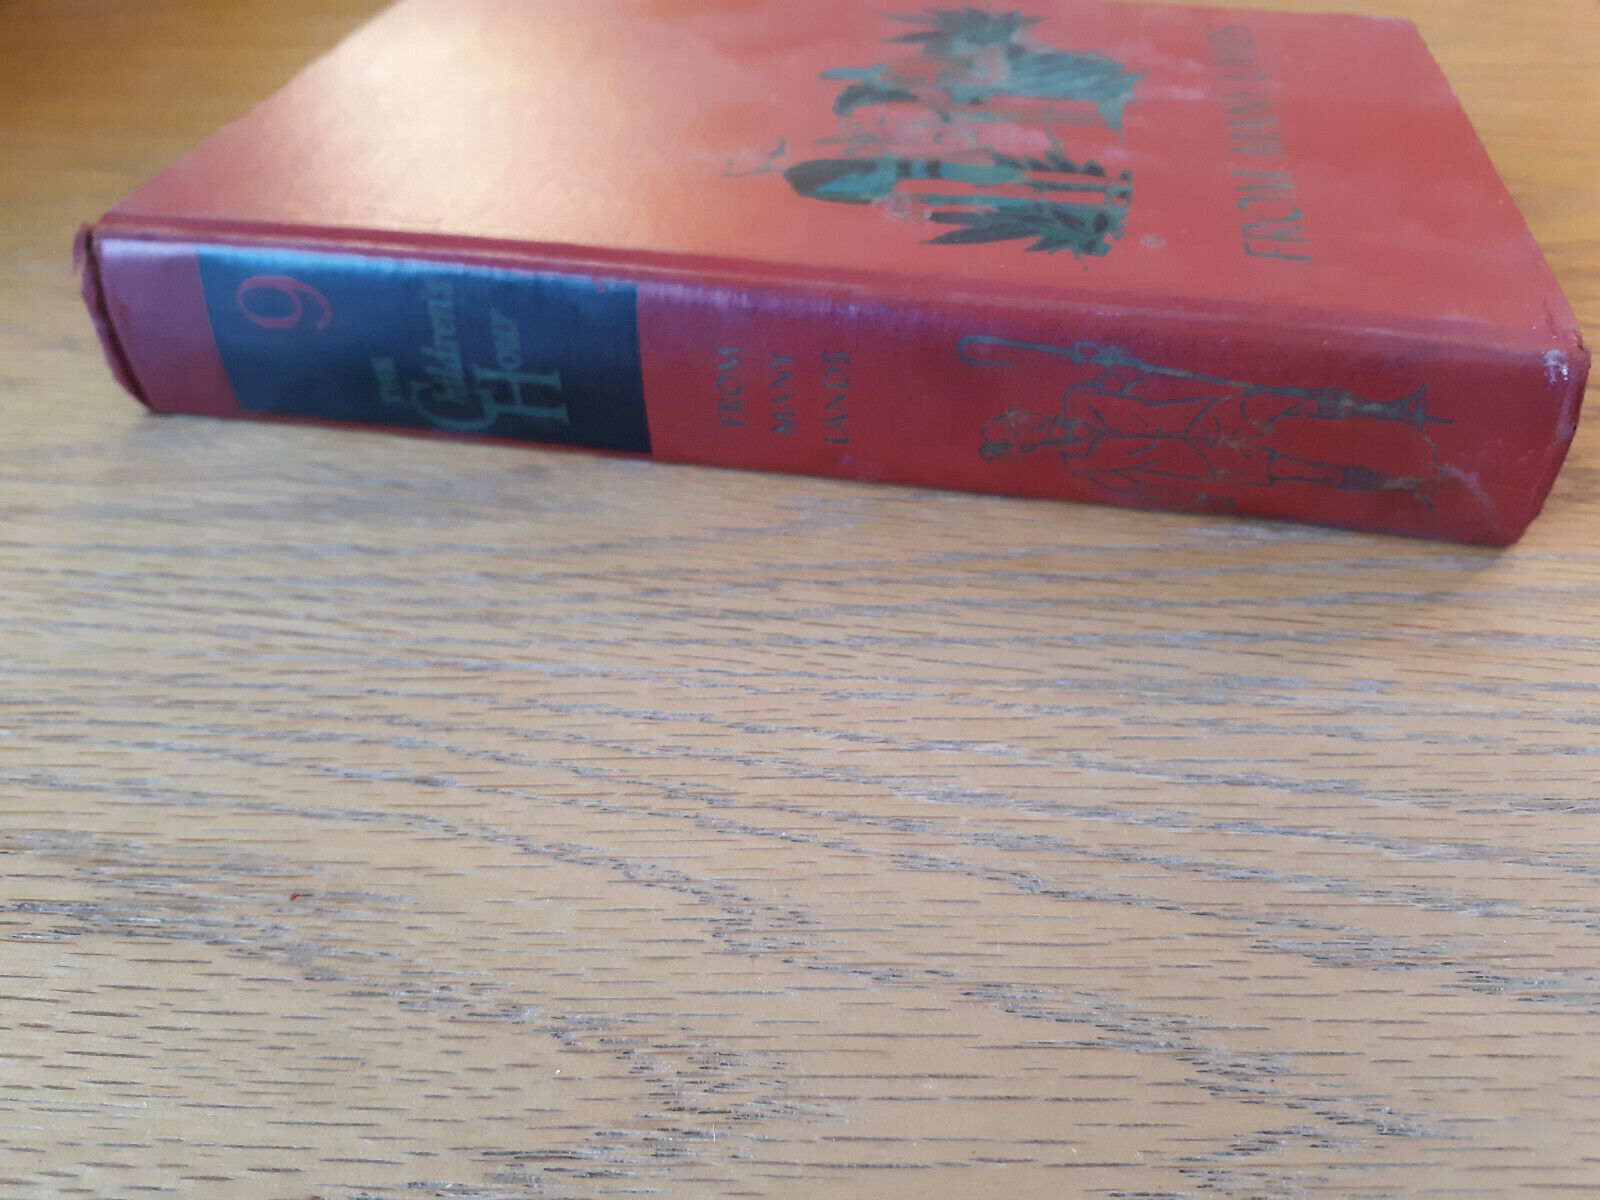 9
THE
Children's
Hour
FROM
MANY
LANDS
FROM MANY LANDS